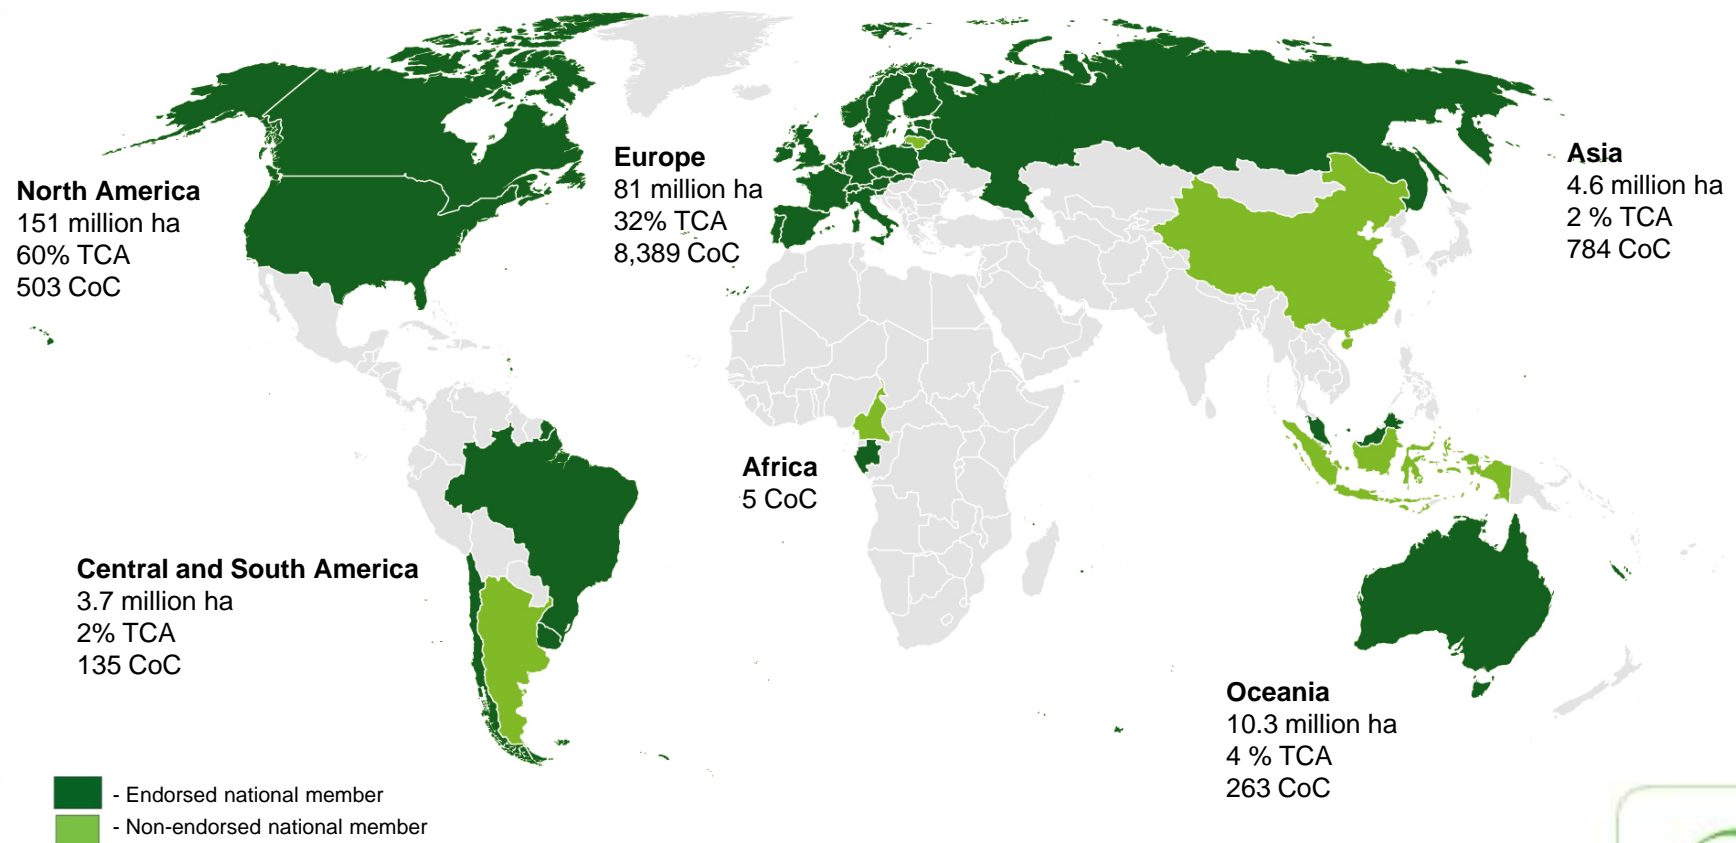 North America
151 million ha
60% TCA
503 CoC
Europe
81 million ha
32% TCA
8,389 CoC
Asia
4.6 million ha
2 % TCA
784 CoC
Africa
5 CoC
Central and South America
3.7 million ha
2% TCA
135 CoC
Oceania
10.3 million ha
4 % TCA
263 CoC
- Endorsed national member
- Non-endorsed national member